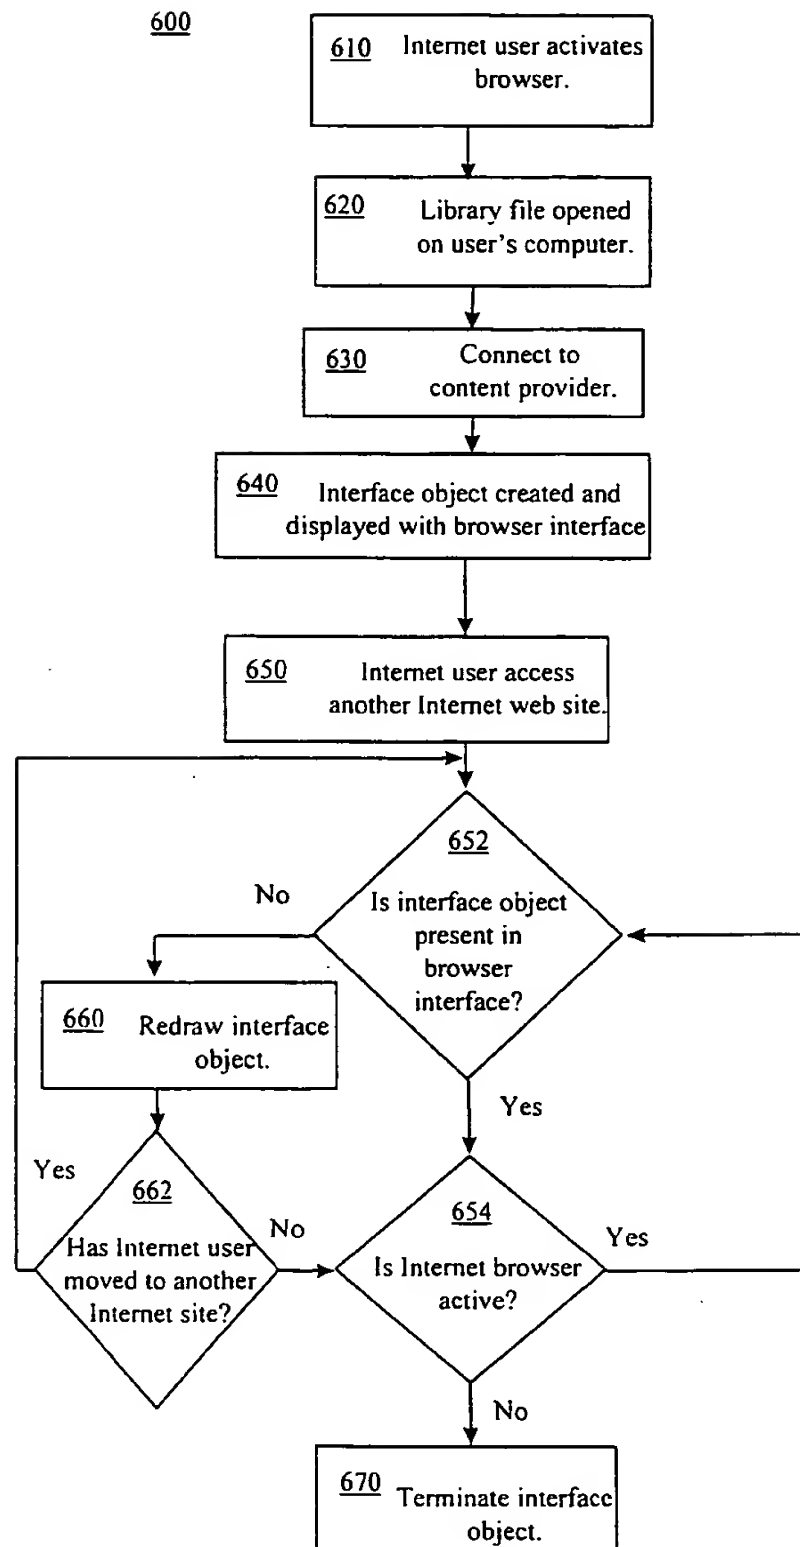 600
610 Internet user activates
browser.
620 Library file opened
on user's computer.
630 Connect to
content provider.
640 Interface object created and
displayed with browser interface
650 Internet user access
another Internet web site.
652
Is interface object
present in
browser
interface?
No
660 Redraw interface
object.
Yes
Yes
662
Has Internet user
moved to another
Internet site?
No
654
Is Internet browser
active?
Yes
No
670 Terminate interface
object.